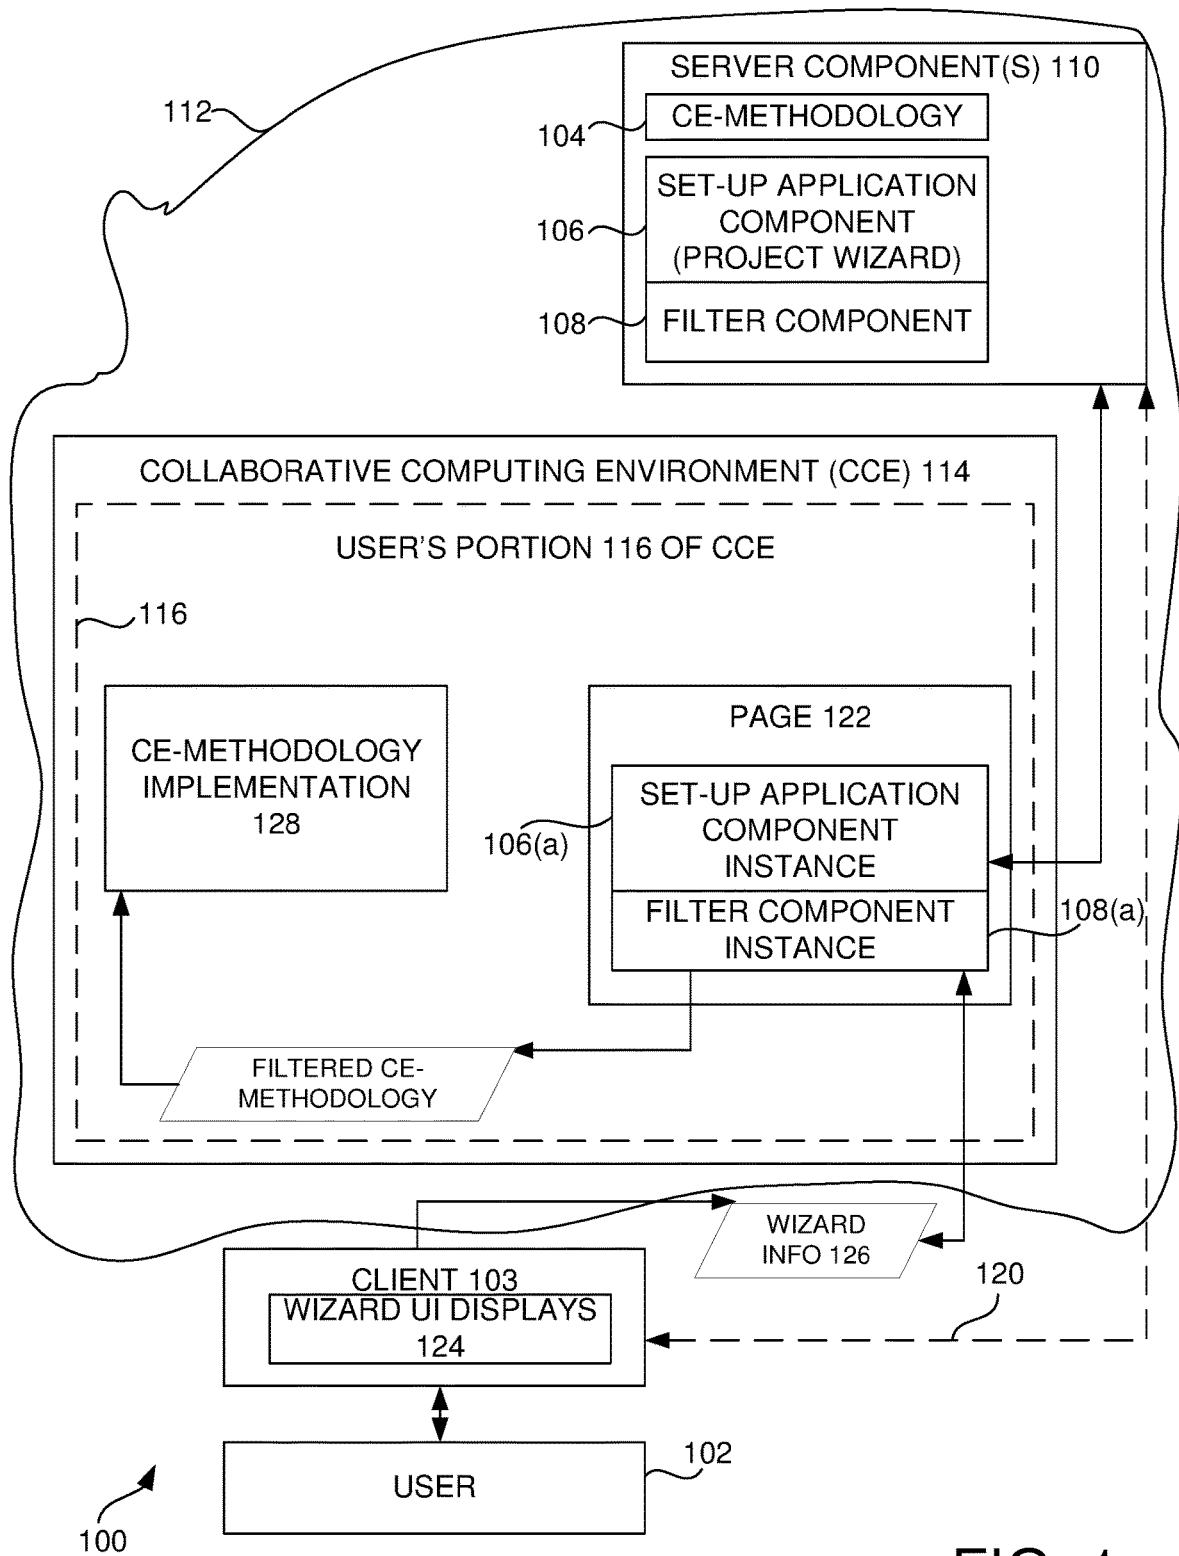 SERVER COMPONENT(S) 110
112
CE-METHODOLOGY
104
SET-UP APPLICATION
COMPONENT
(PROJECT WIZARD)
106
FILTER COMPONENT
108
COLLABORATIVE COMPUTING ENVIRONMENT (CCE) 114
USER'S PORTION 116 OF CCE
116
CE-METHODOLOGY
IMPLEMENTATION
128
PAGE 122
SET-UP APPLICATION
COMPONENT
INSTANCE
106(a)
FILTER COMPONENT
INSTANCE
108(a)
FILTERED CE-
METHODOLOGY
WIZARD
INFO 126
CLIENT 103
WIZARD UI DISPLAYS
124
120
USER
102
100